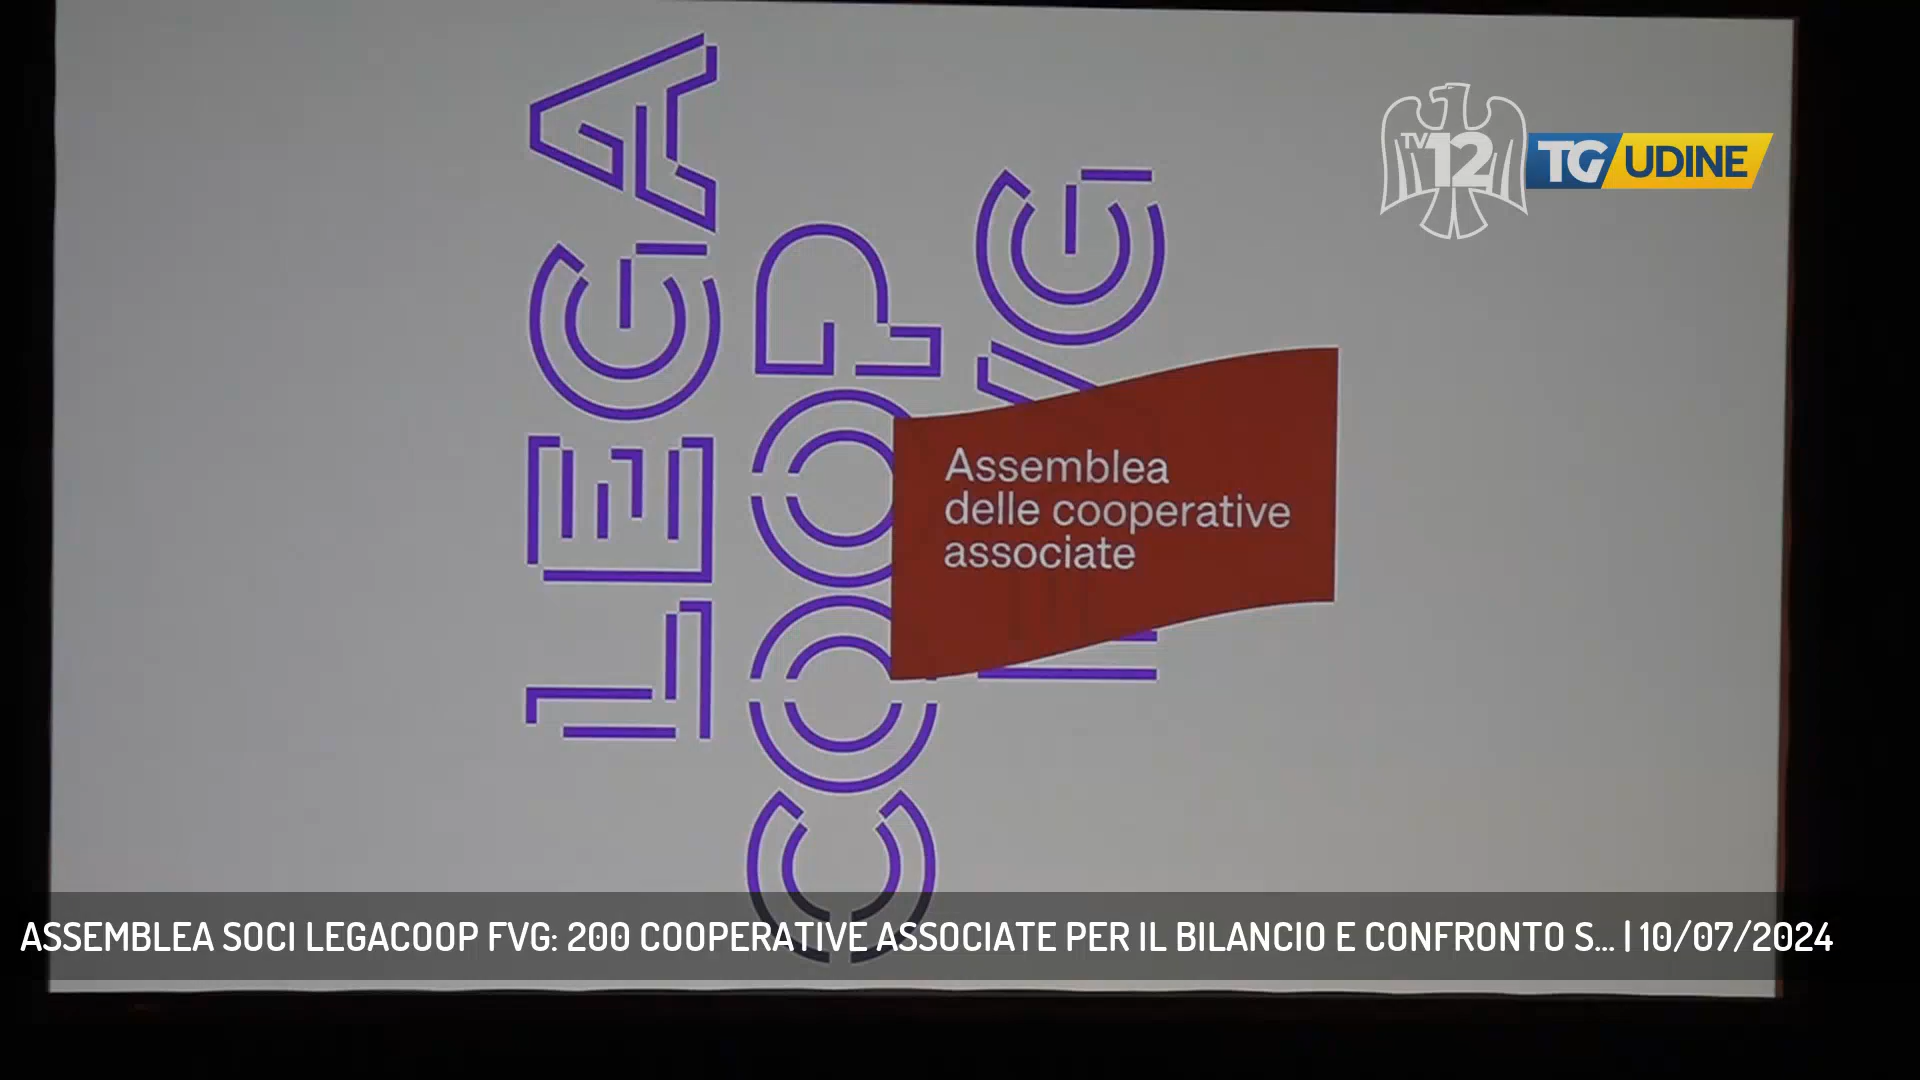 LEGA
COOP
FVG
Assemblea
delle cooperative
associate
TV12 TG UDINE
ASSEMBLEA SOCI LEGACOOP FVG: 200 COOPERATIVE ASSOCIATE PER IL BILANCIO E CONFRONTO S... | 10/07/2024